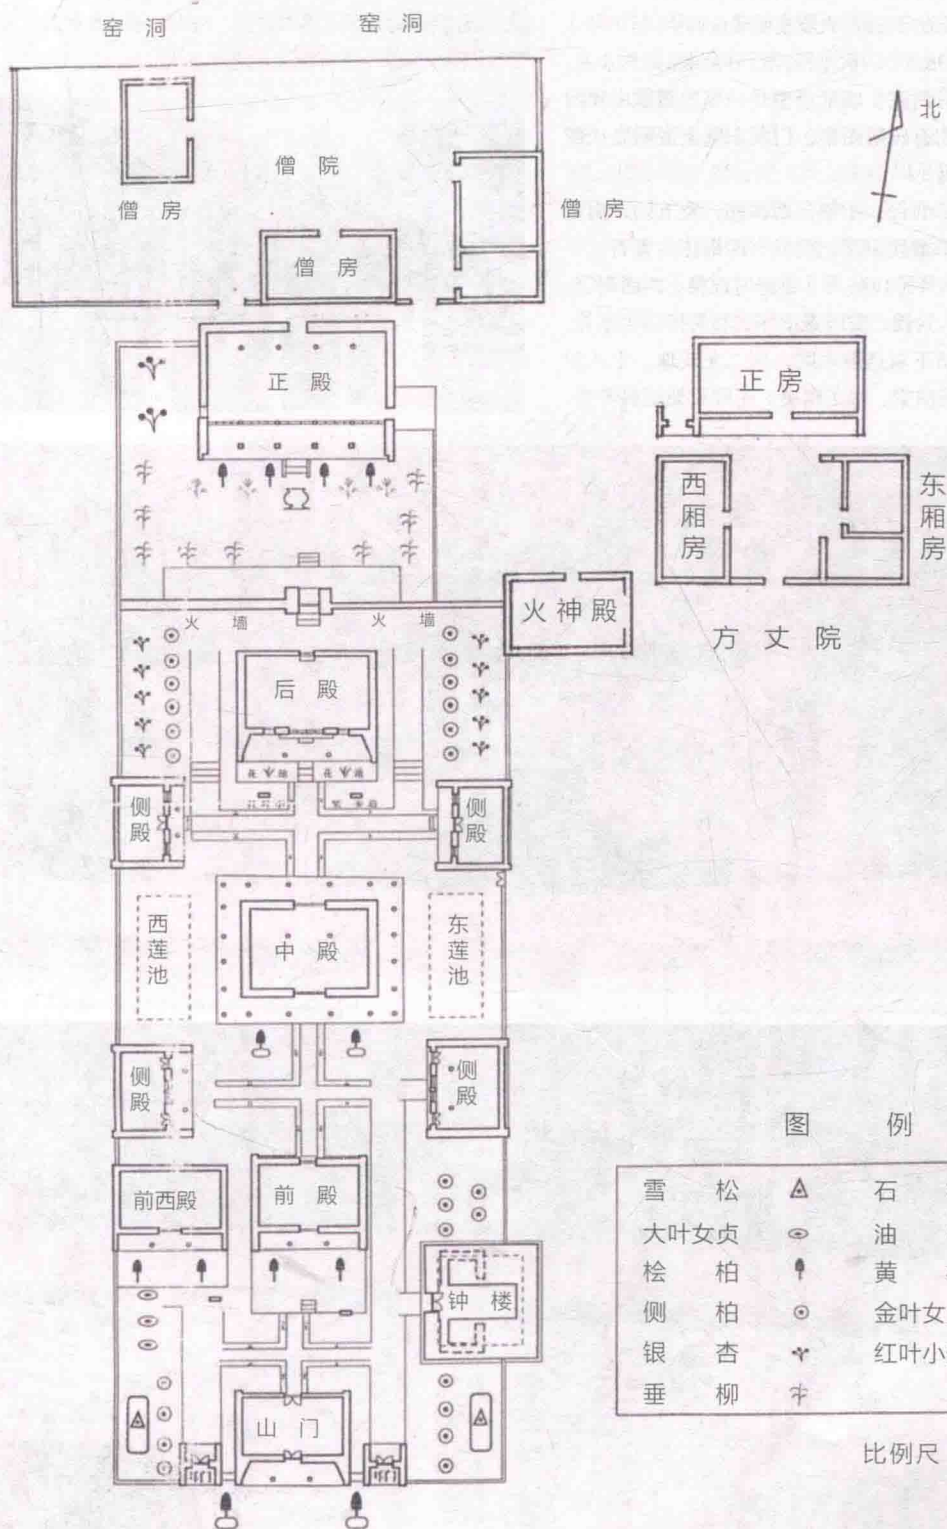 窑 洞 窑 洞
北
僧 院
僧 房 僧 房
僧 房
正 殿
正 房
西厢房
东厢房
火神殿
方 丈 院
火 墙 火 墙
后 殿
侧殿
侧殿
西莲池
中 殿
东莲池
侧殿
侧殿
前西殿
前 殿
钟 楼
山 门
图 例
雪 松 石
大叶女贞 油
桧 柏 黄
侧 柏 金叶女
银 杏 红叶小
垂 柳
比例尺